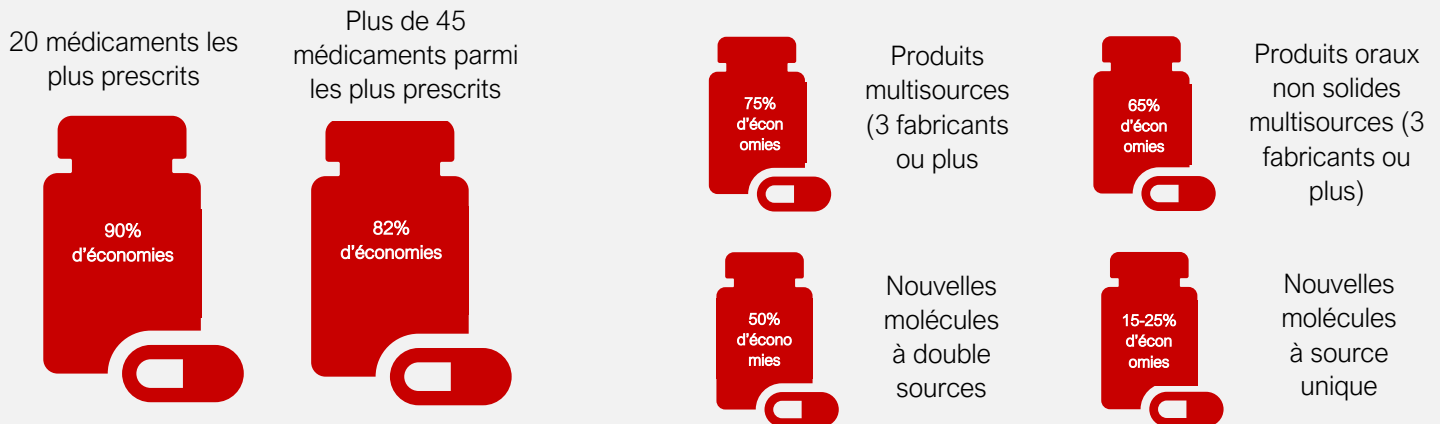 20 médicaments les
plus prescrits
90%
d'économies
Plus de 45
médicaments parmi
les plus prescrits
82%
d'économies
75%
d'écon
omies
Produits
multisources
(3 fabricants
ou plus
65%
d'écon
omies
Produits oraux
non solides
multisources (3
fabricants ou
plus)
50%
d'écono
mies
Nouvelles
molécules
à double
sources
15-25%
d'écon
omies
Nouvelles
molécules
à source
unique